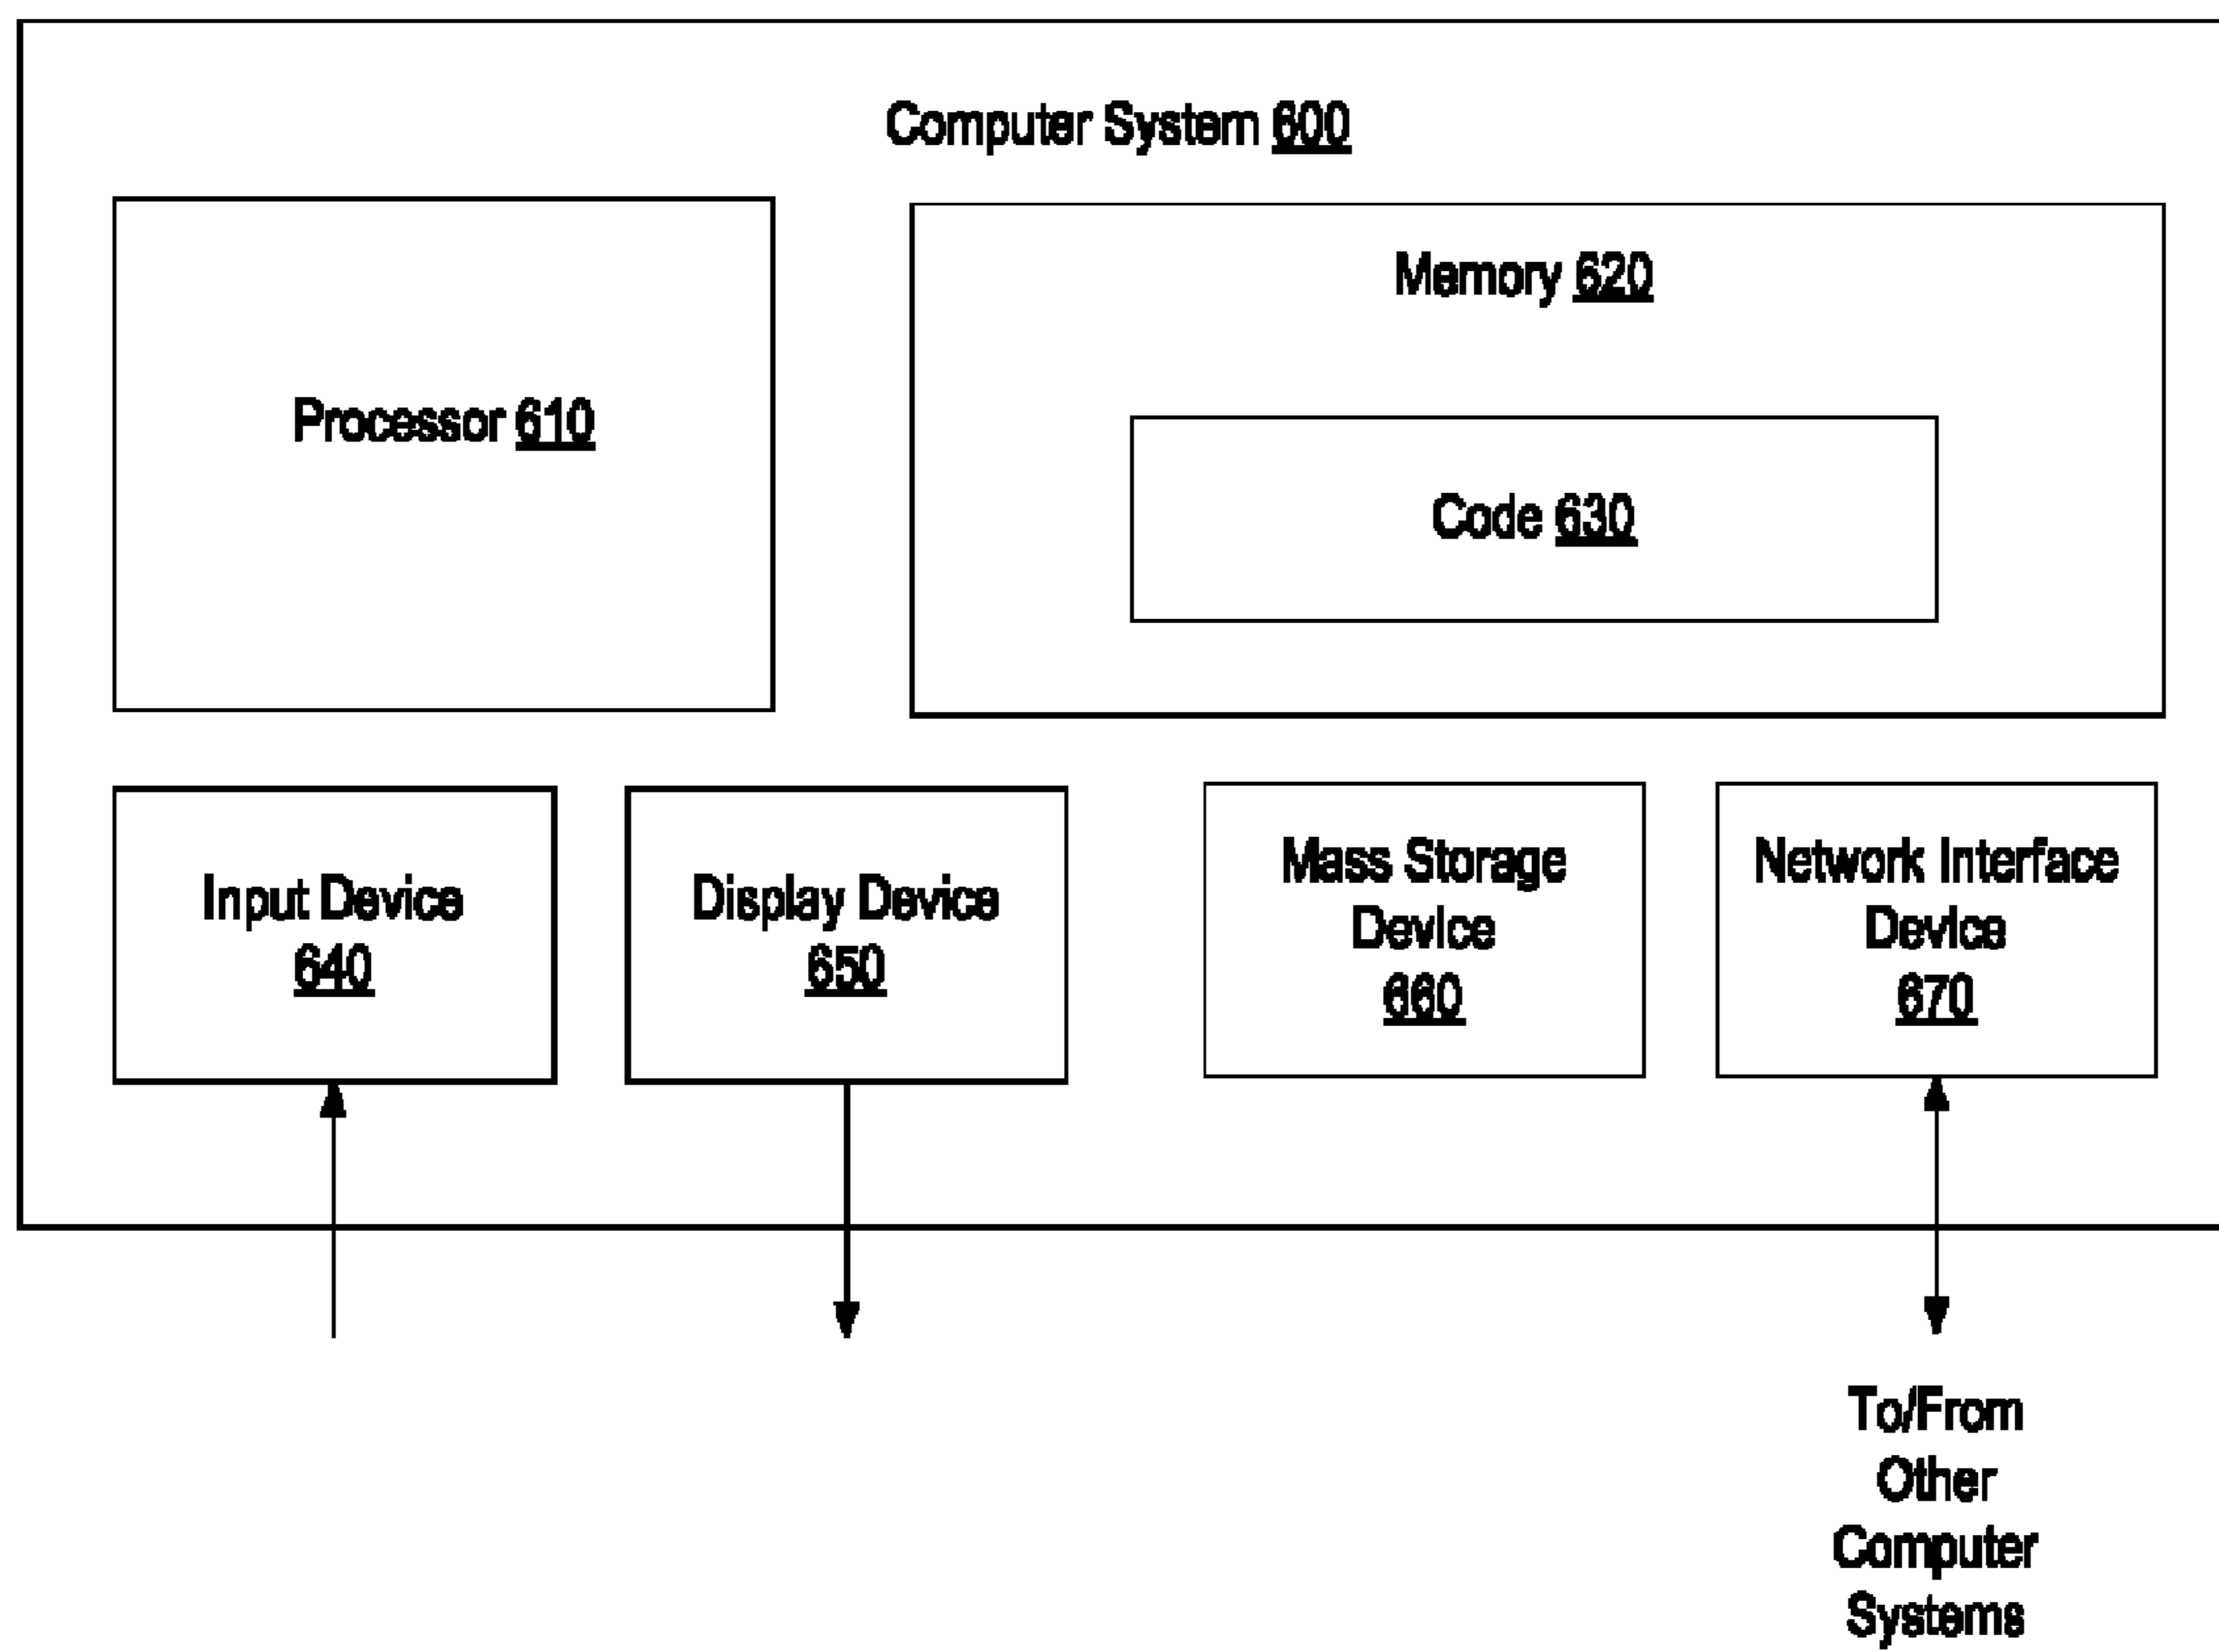 Computer System 600
Processor 610
Memory 620
Code 630
Input Device
640
Display Device
650
Mass Storage
Device
660
Network Interface
Device
670
To/From
Other
Computer
Systems